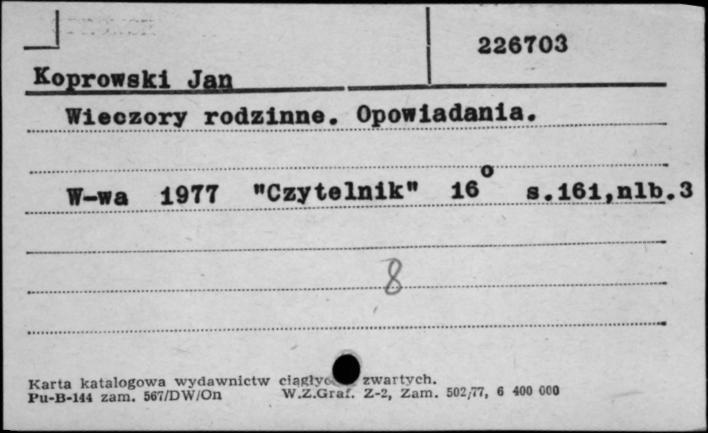 226703
Koprowski Jan
Wieczory rodzinne. Opowiadania.
W-wa 1977 "Czytelnik" 16° s.161,nlb.3
8
Karta katalogowa wydawnictw zwartych.
Pu-B-144 zam. 567/DW/On W.Z.Graf. Z-2, Zam. 502/77, 6 400 000